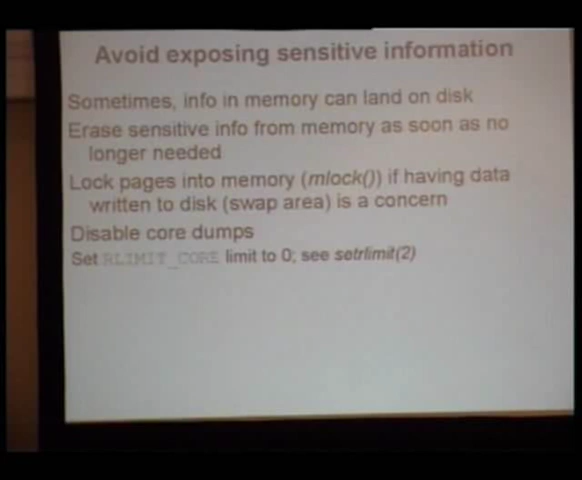 Avoid exposing sensitive information
Sometimes, info in memory can land on disk
Erase sensitive info from memory as soon as no
longer needed
Lock pages into memory (mlock()) if having data
written to disk (swap area) is a concern
Disable core dumps
Set RLIMIT_CORE limit to 0; see setrlimit(2)